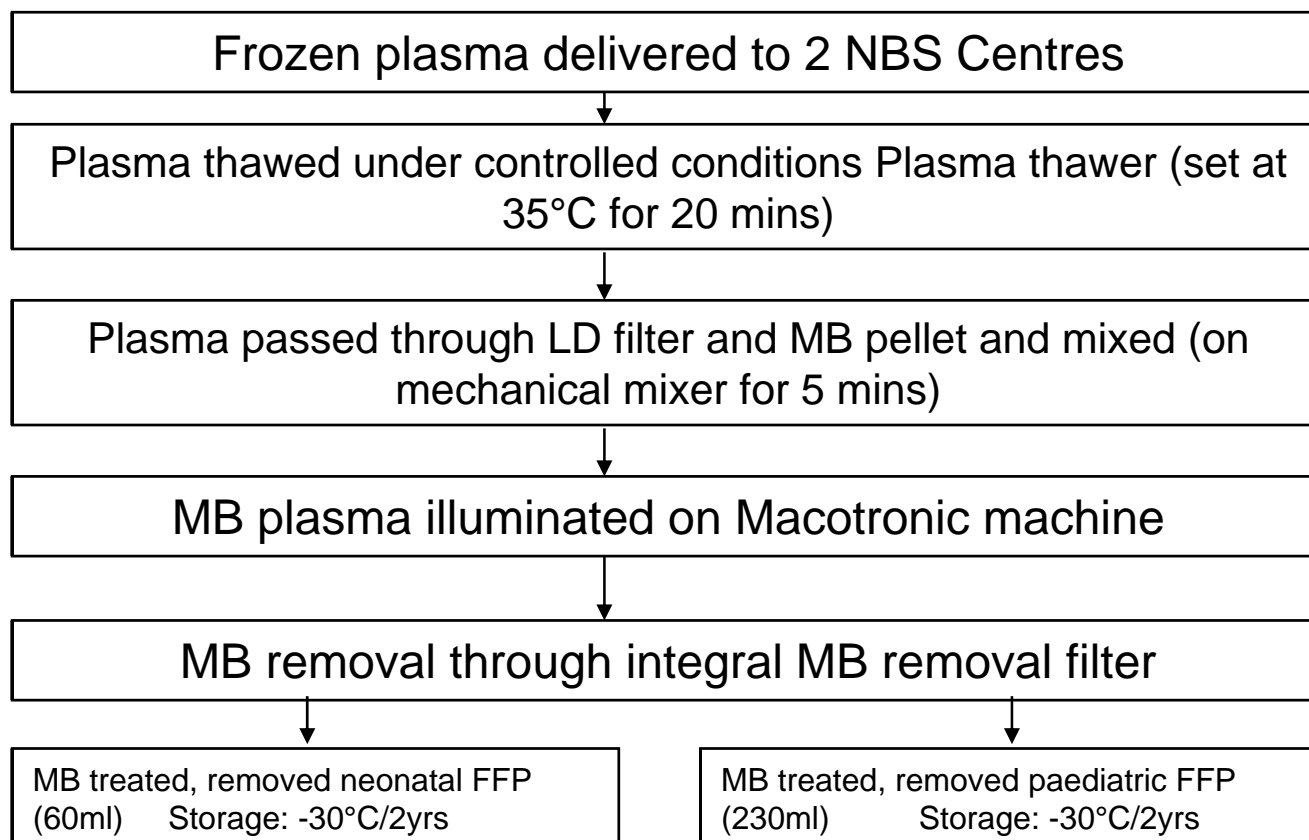 Frozen plasma delivered to 2 NBS Centres
Plasma thawed under controlled conditions Plasma thawer (set at
35°C for 20 mins)
Plasma passed through LD filter and MB pellet and mixed (on
mechanical mixer for 5 mins)
MB plasma illuminated on Macotronic machine
MB removal through integral MB removal filter
MB treated, removed neonatal FFP
(60ml) Storage: -30°C/2yrs
MB treated, removed paediatric FFP
(230ml) Storage: -30°C/2yrs